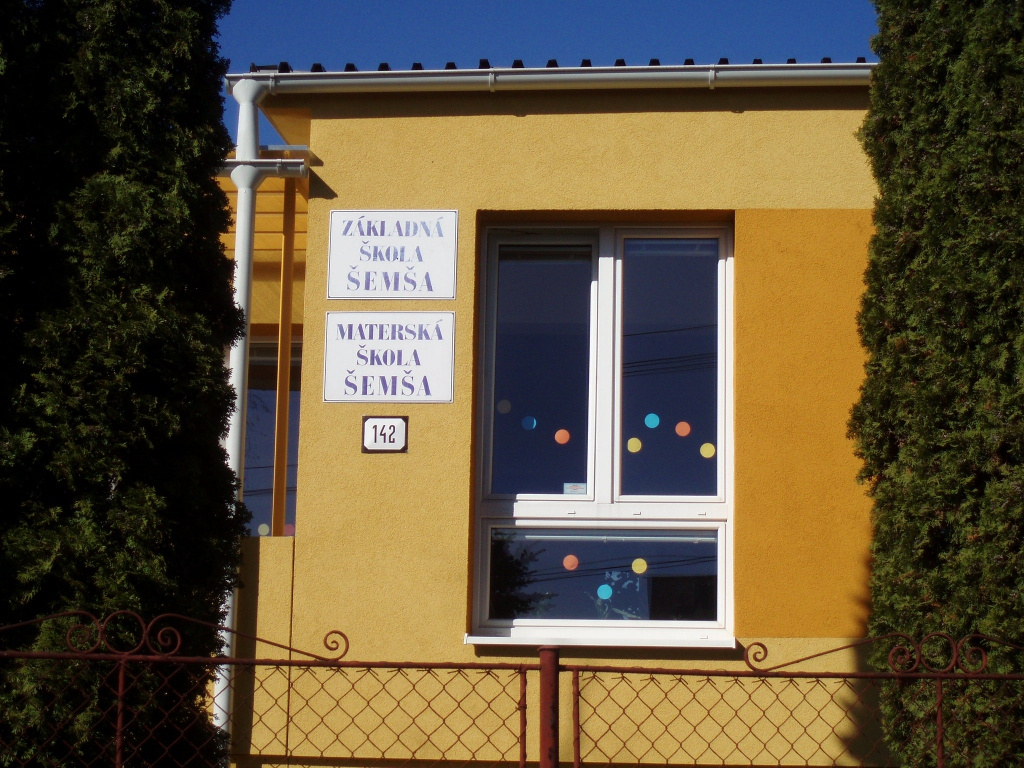 ZÁKLADNÁ
ŠKOLA
ŠEMŠA
MATERSKÁ
ŠKOLA
ŠEMŠA
142